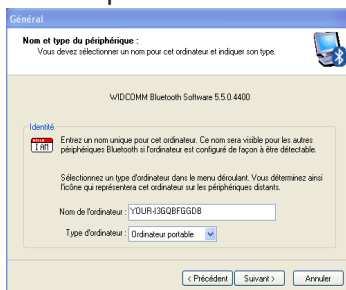 Général
Nom et type du périphérique :
Vous devez sélectionner un nom pour cet ordinateur et indiquer son type.
WIDCOMM Bluetooth Software 5.5.0.4400
Identité
HELLO
I AM
Entrez un nom unique pour cet ordinateur. Ce nom sera visible pour les autres
périphériques Bluetooth si l'ordinateur est configuré de façon à être détectable.
Sélectionnez un type d'ordinateur dans le menu déroulant. Vous déterminez ainsi
l'icône qui représentera cet ordinateur sur les périphériques distants.
Nom de l'ordinateur : YOUR-I3GQBFGGDB
Type d'ordinateur : Ordinateur portable
< Précédent Suivant > Annuler